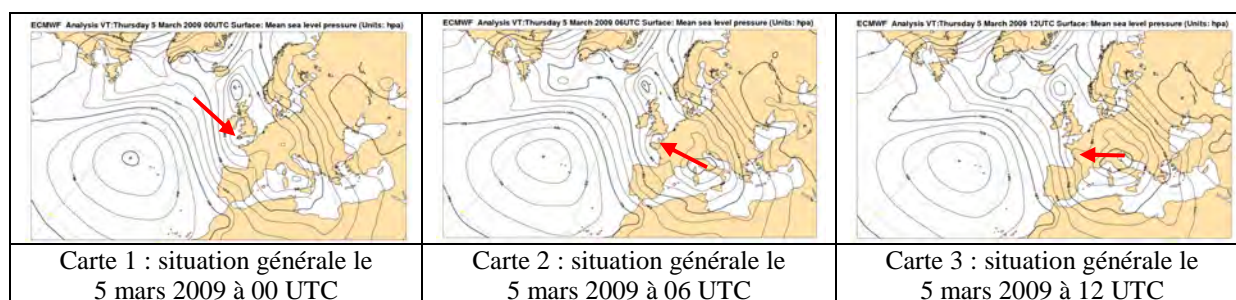 ECMWF Analysis VT:Thursday 5 March 2009 00UTC Surface: Mean sea level pressure (Units: hpa)
ECMWF Analysis VT:Thursday 5 March 2009 06UTC Surface: Mean sea level pressure (Units: hpa)
ECMWF Analysis VT:Thursday 5 March 2009 12UTC Surface: Mean sea level pressure (Units: hpa)
Carte 1 : situation générale le
5 mars 2009 à 00 UTC
Carte 2 : situation générale le
5 mars 2009 à 06 UTC
Carte 3 : situation générale le
5 mars 2009 à 12 UTC